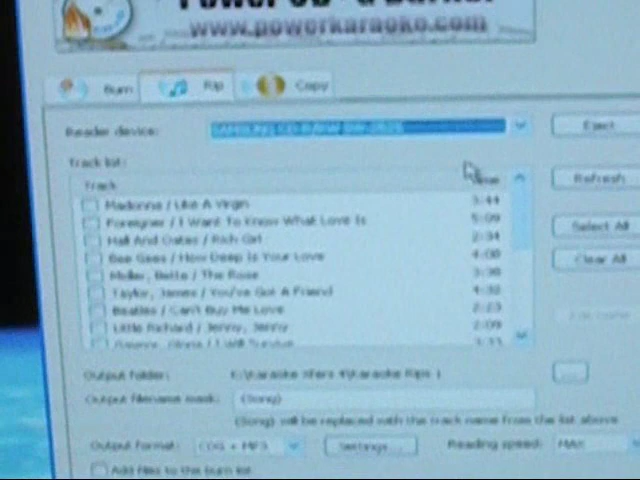 www.powerkaraoke.com
Burn Rip Copy
Reader device: Eject
Track list: Refresh
Track
Madonna / Like A Virgin 3:44
Foreigner / I Want To Know What Love Is 5:09
Hall And Oates / Rich Girl 2:34
Bee Gees / How Deep Is Your Love 4:00
Midler, Bette / The Rose 3:38
Taylor, James / You've Got A Friend 4:32
Beatles / Can't Buy Me Love 2:23
Little Richard / Jenny, Jenny 2:09
Gaynor, Gloria / I Will Survive
Select All
Clear All
Output folder:
Output filename mask: (Song)
(Song) will be replaced with the track name from the list above
Output format: CDG + MP3 Settings... Reading speed: MAX
Add files to the burn list